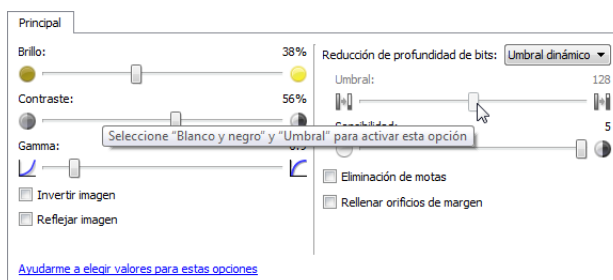 Principal
Brillo: 38%
Contraste: 56%
Seleccione "Blanco y negro" y "Umbral" para activar esta opción
Gamma:
Invertir imagen
Reflejar imagen
Ayudarme a elegir valores para estas opciones
Reducción de profundidad de bits: Umbral dinámico
Umbral: 128
5
Eliminación de motas
Rellenar orificios de margen